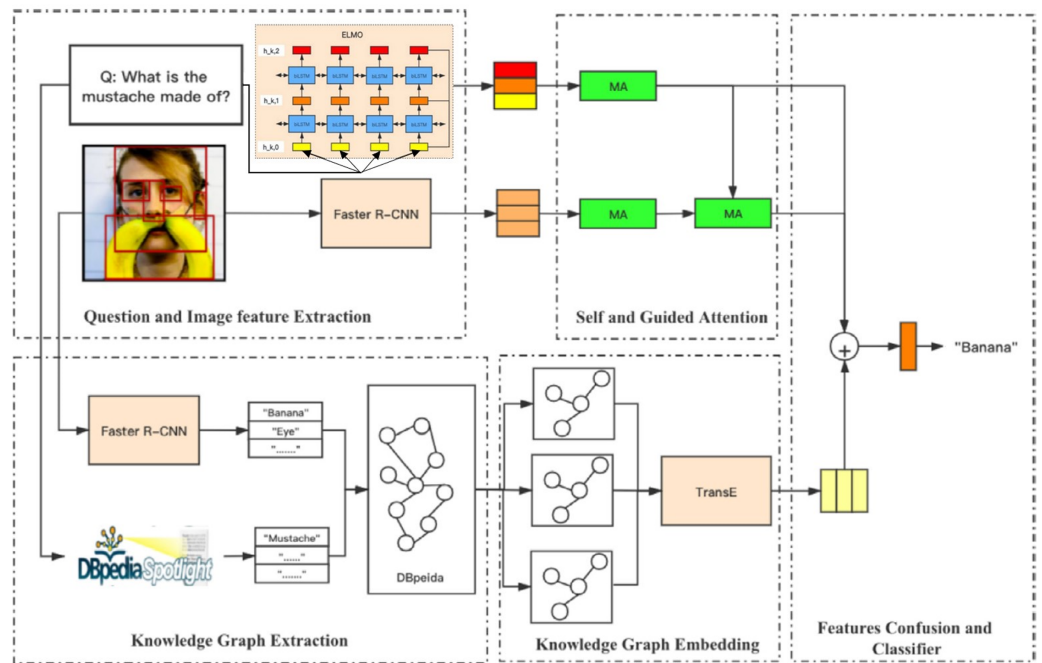 ELMO
h_k,2
biLSTM
biLSTM
biLSTM
biLSTM
h_k,1
biLSTM
biLSTM
biLSTM
biLSTM
h_k,0
Q: What is the
mustache made of?
MA
Faster R-CNN
MA
MA
Question and Image feature Extraction
Self and Guided Attention
+
"Banana"
Faster R-CNN
"Banana"
"Eye"
"......."
TransE
DBpedia Spotlight
"Mustache"
"......"
"......."
DBpeida
Knowledge Graph Extraction
Knowledge Graph Embedding
Features Confusion and
Classifier